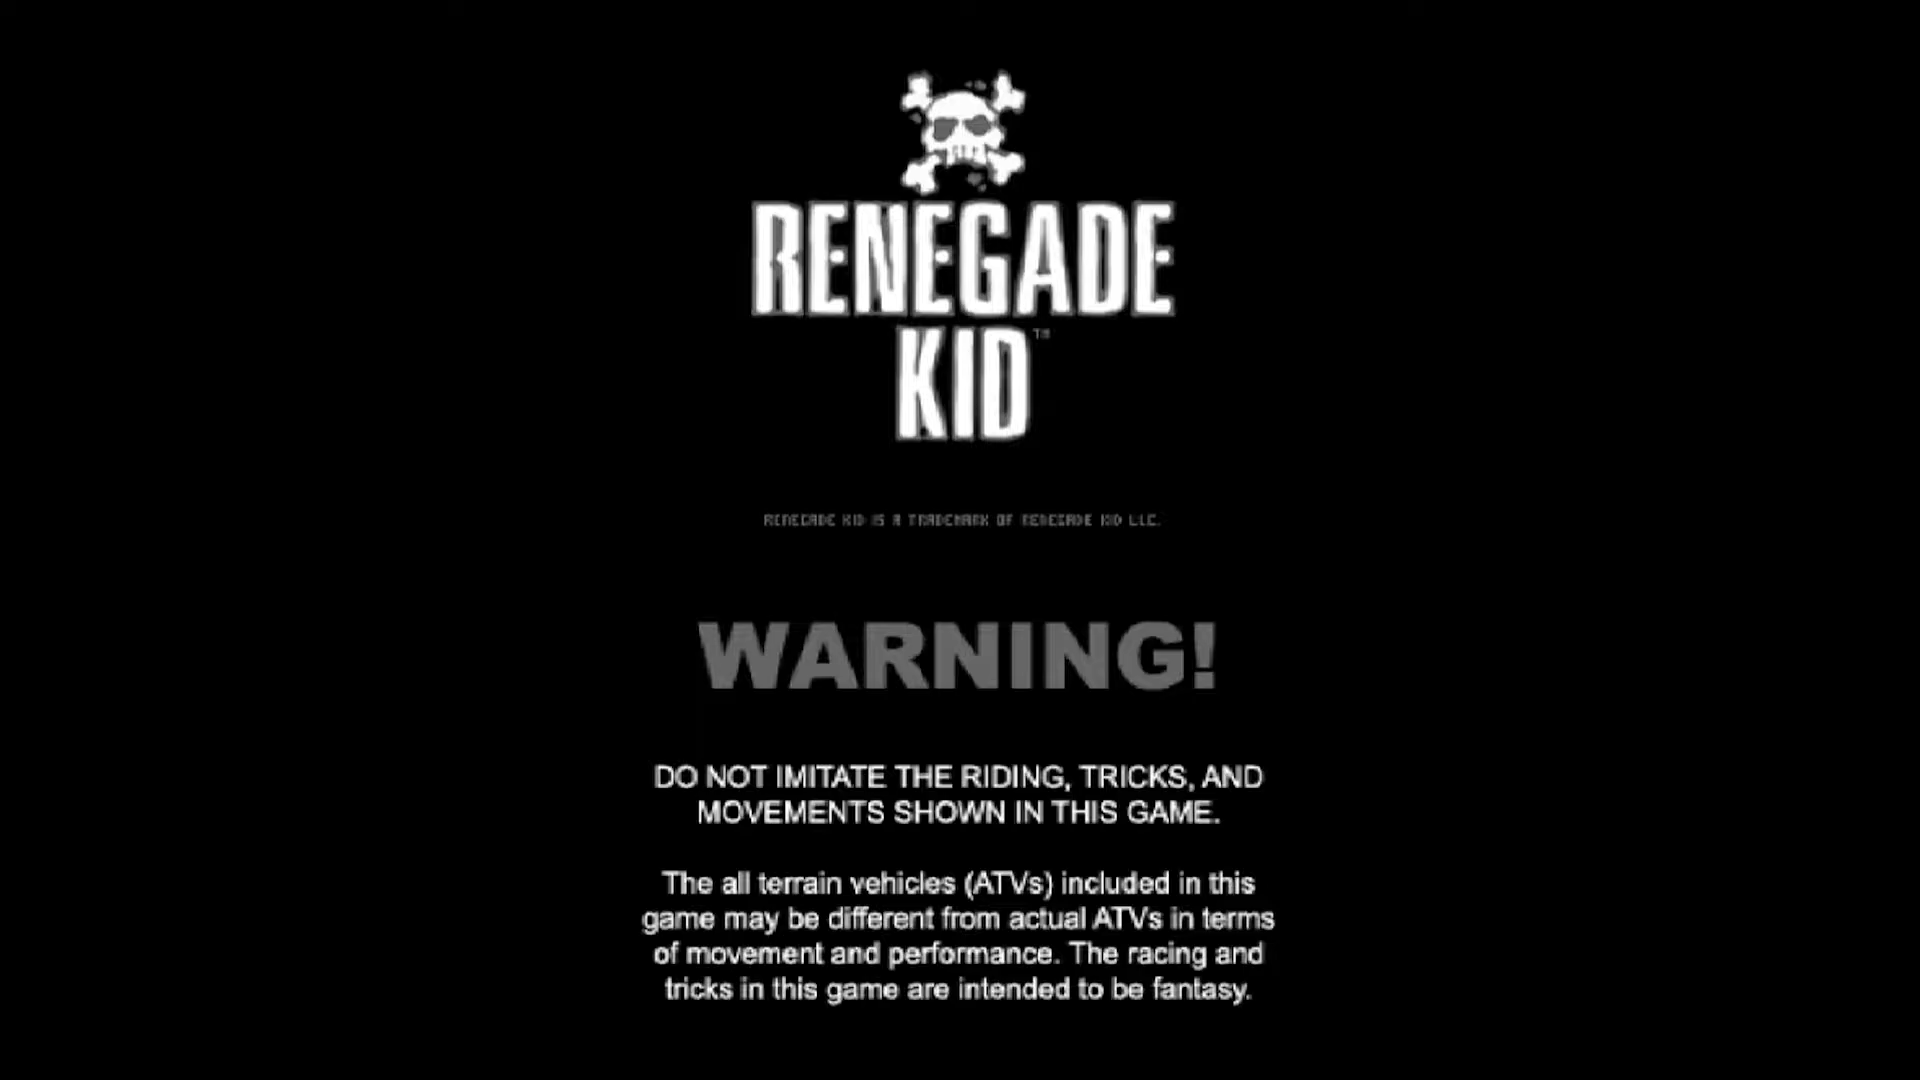 RENEGADE
KID™
RENEGADE KID IS A TRADEMARK OF RENEGADE KID LLC.
WARNING!
DO NOT IMITATE THE RIDING, TRICKS, AND
MOVEMENTS SHOWN IN THIS GAME.
The all terrain vehicles (ATVs) included in this
game may be different from actual ATVs in terms
of movement and performance. The racing and
tricks in this game are intended to be fantasy.